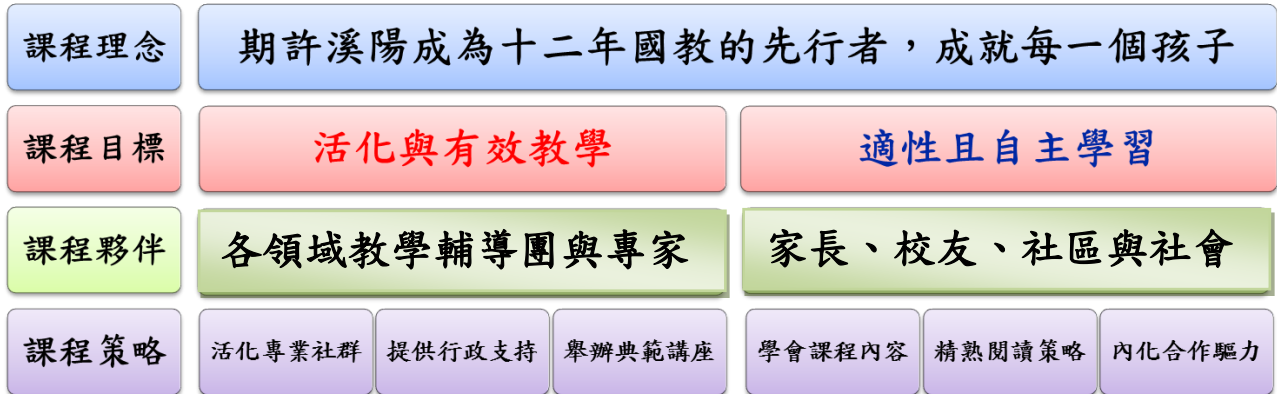 課程理念
期許溪陽成為十二年國教的先行者，成就每一個孩子
課程目標
活化與有效教學
適性且自主學習
課程夥伴
各領域教學輔導團與專家
家長、校友、社區與社會
課程策略
活化專業社群
提供行政支持
舉辦典範講座
學會課程內容
精熟閱讀策略
內化合作驅力